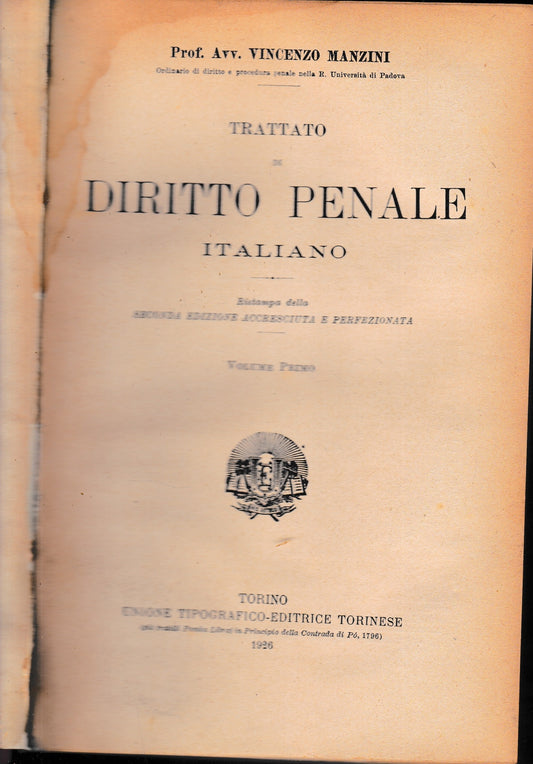 Prof. Avv. VINCENZO MANZINI
Ordinario di diritto e procedura penale nella R. Università di Padova
TRATTATO
DI
DIRITTO PENALE
ITALIANO
Ristampa della
SECONDA EDIZIONE ACCRESCIUTA E PERFEZIONATA
VOLUME PRIMO
TORINO
UNIONE TIPOGRAFICO-EDITRICE TORINESE
(già Fratelli Pomba Librai in Principio della Contrada di Pò, 1796)
1926